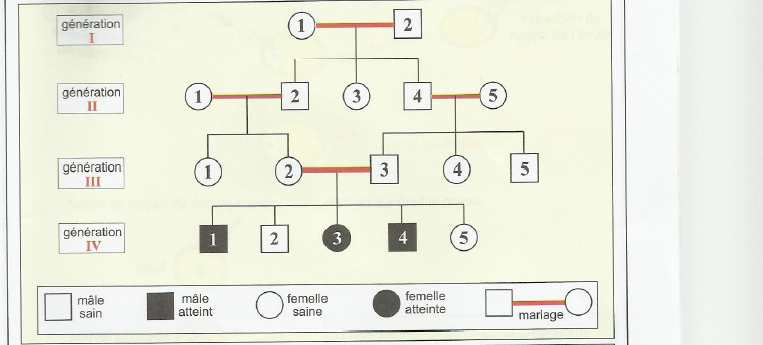 génération
I
1 2
génération
II
1 2 3 4 5
génération
III
1 2 3 4 5
génération
IV
1 2 3 4 5
mâle
sain
mâle
atteint
femelle
saine
femelle
atteinte
mariage